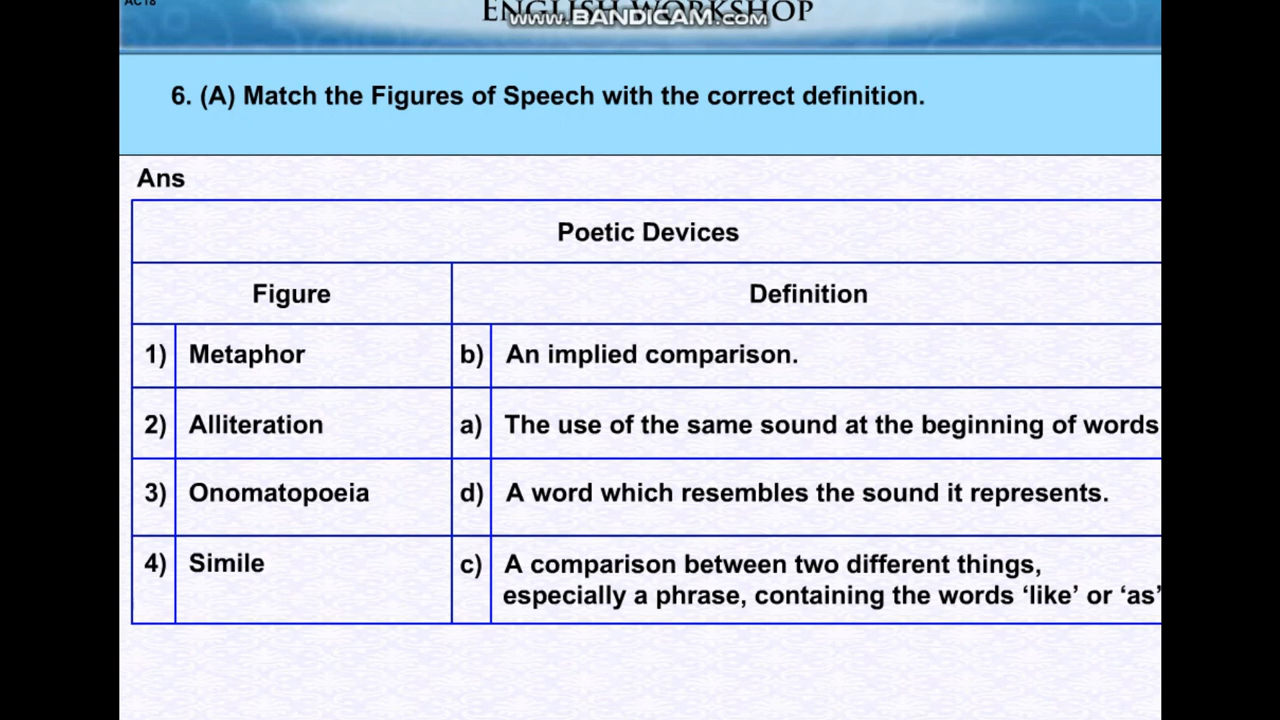 AC18
ENGLISH WORKSHOP
www.BANDICAM.com
6. (A) Match the Figures of Speech with the correct definition.
Ans
Poetic Devices
Figure Definition
1) Metaphor b) An implied comparison.
2) Alliteration a) The use of the same sound at the beginning of words
3) Onomatopoeia d) A word which resembles the sound it represents.
4) Simile c) A comparison between two different things,
especially a phrase, containing the words ‘like’ or ‘as’